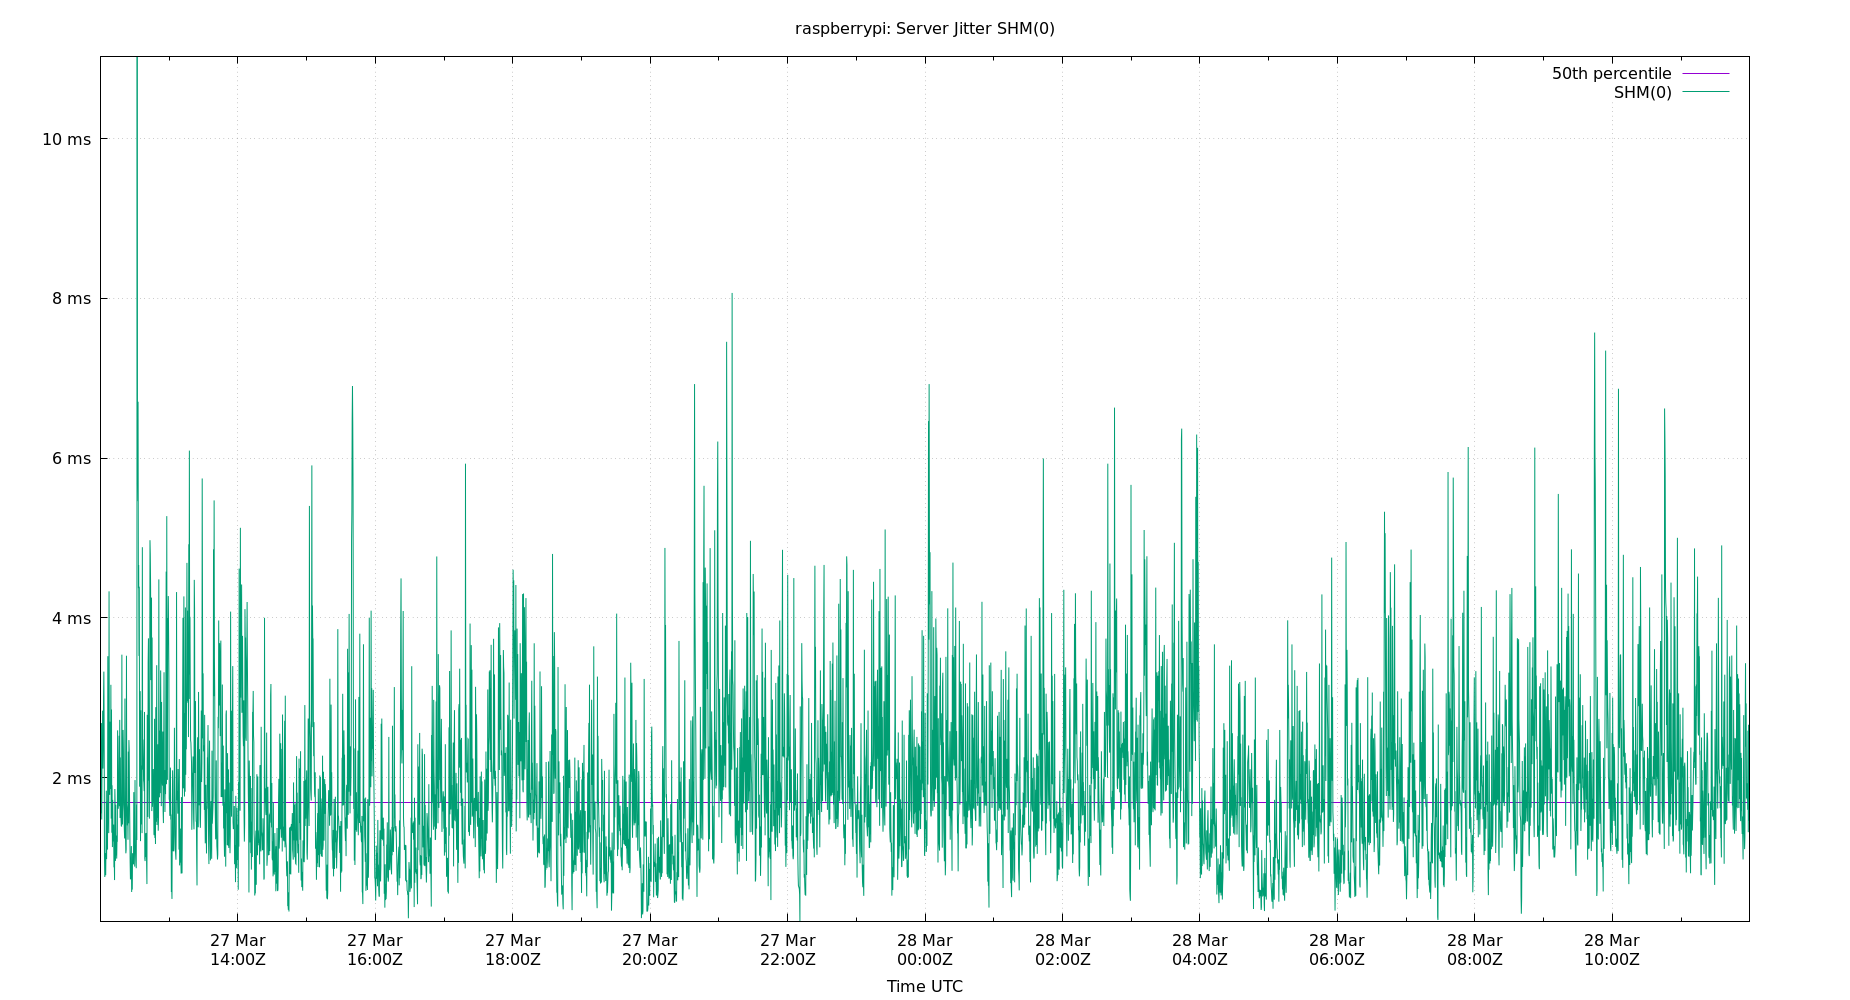 raspberrypi: Server Jitter SHM(0)
50th percentile
SHM(0)
10 ms
8 ms
6 ms
4 ms
2 ms
27 Mar 27 Mar 27 Mar 27 Mar 27 Mar 28 Mar 28 Mar 28 Mar 28 Mar 28 Mar 28 Mar
14:00Z 16:00Z 18:00Z 20:00Z 22:00Z 00:00Z 02:00Z 04:00Z 06:00Z 08:00Z 10:00Z
Time UTC